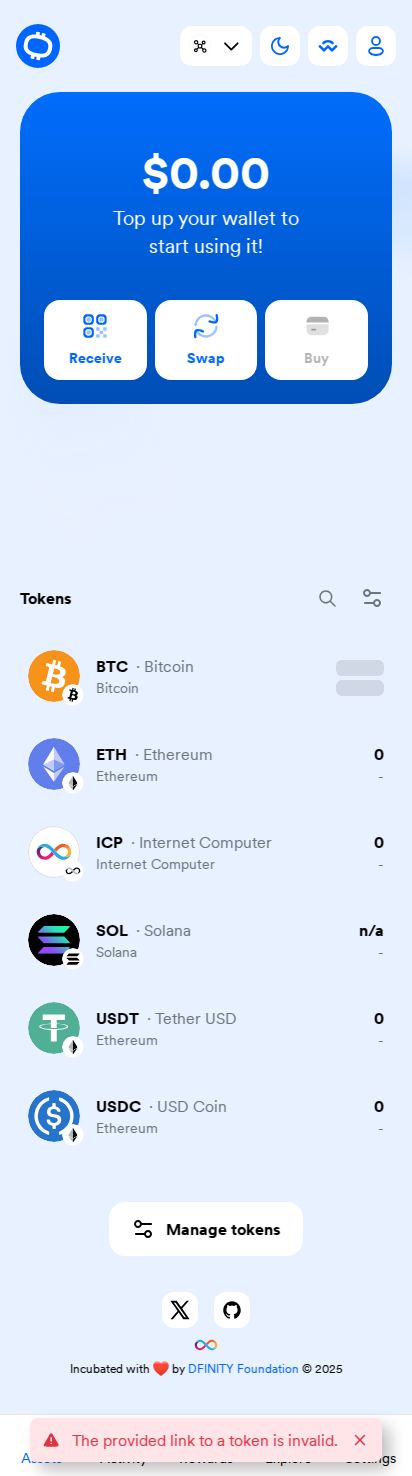 $0.00
Top up your wallet to
start using it!
Receive
Swap
Buy
Tokens
BTC · Bitcoin
Bitcoin
ETH · Ethereum
0
Ethereum
-
ICP · Internet Computer
0
Internet Computer
-
SOL · Solana
n/a
Solana
-
USDT · Tether USD
0
Ethereum
-
USDC · USD Coin
0
Ethereum
-
Manage tokens
Incubated with ❤️ by DFINITY Foundation © 2025
The provided link to a token is invalid.
Assets
Activity
Rewards
Explore
Settings